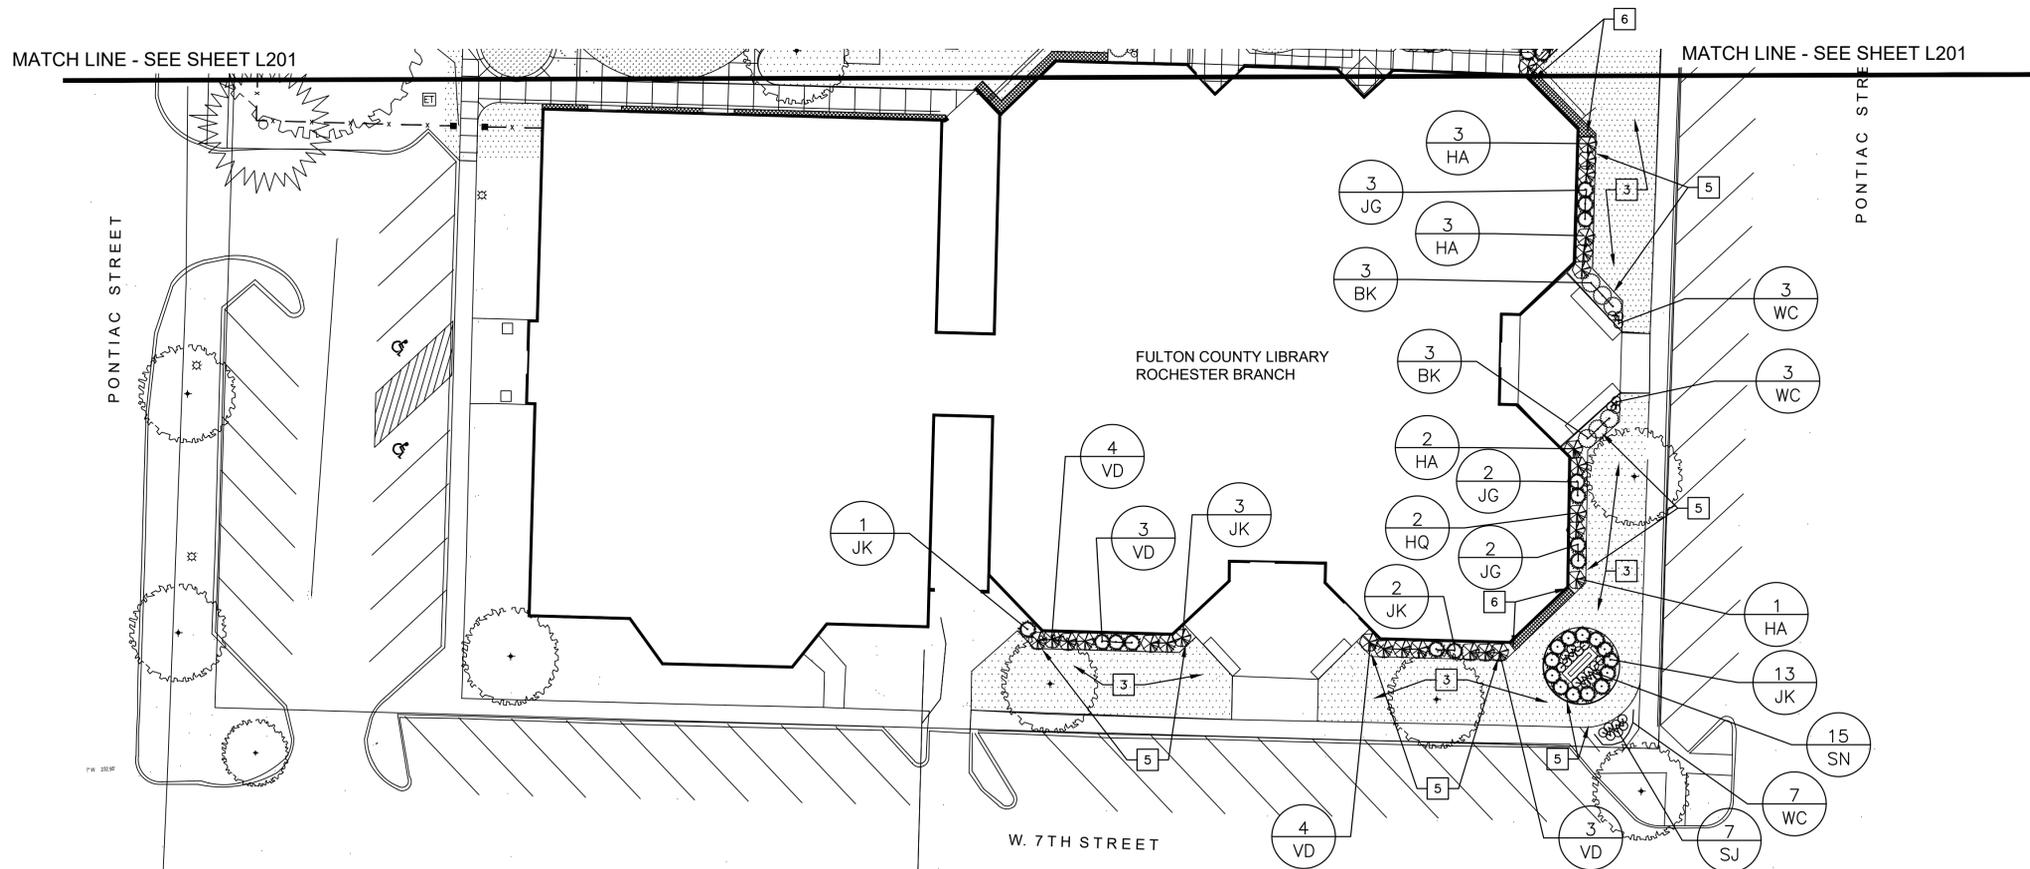 6
MATCH LINE - SEE SHEET L201
MATCH LINE - SEE SHEET L201
ET
PONTIAC STRE
3
HA
3
JG
3
5
3
HA
3
BK
PONTIAC STREET
3
WC
FULTON COUNTY LIBRARY
ROCHESTER BRANCH
3
BK
3
WC
2
HA
4
VD
2
JG
5
1
JK
3
VD
3
JK
2
HQ
2
JG
3
2
JK
6
1
HA
3
3
13
JK
5
5
5
15
SN
7
WC
W. 7TH STREET
4
VD
3
VD
7
SJ